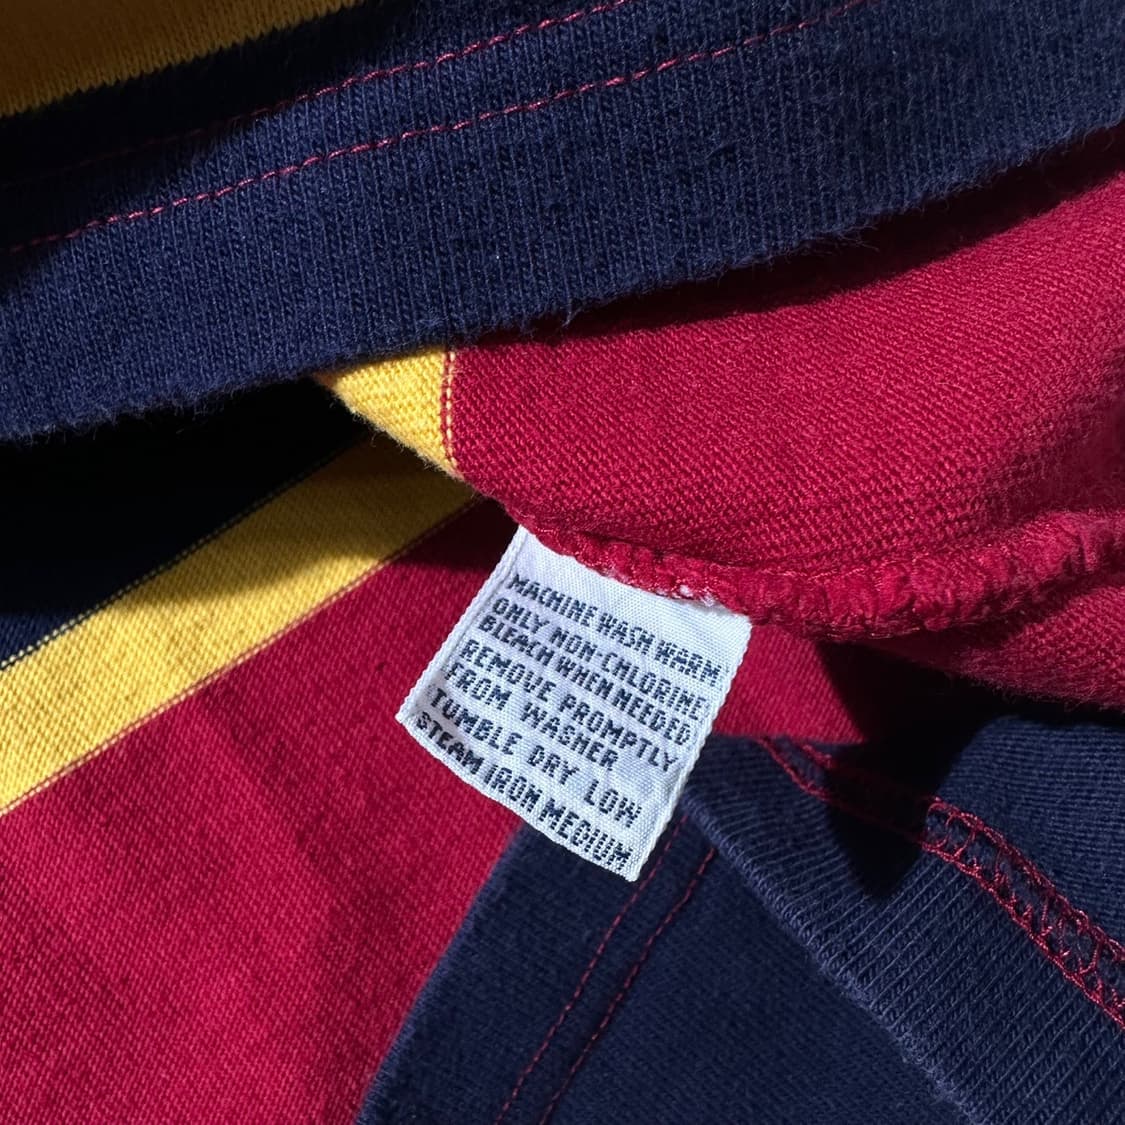 MACHINE WASH WARM
ONLY NON-CHLORINE
BLEACH WHEN NEEDED
REMOVE PROMPTLY
FROM WASHER
TUMBLE DRY LOW
STEAM IRON MEDIUM